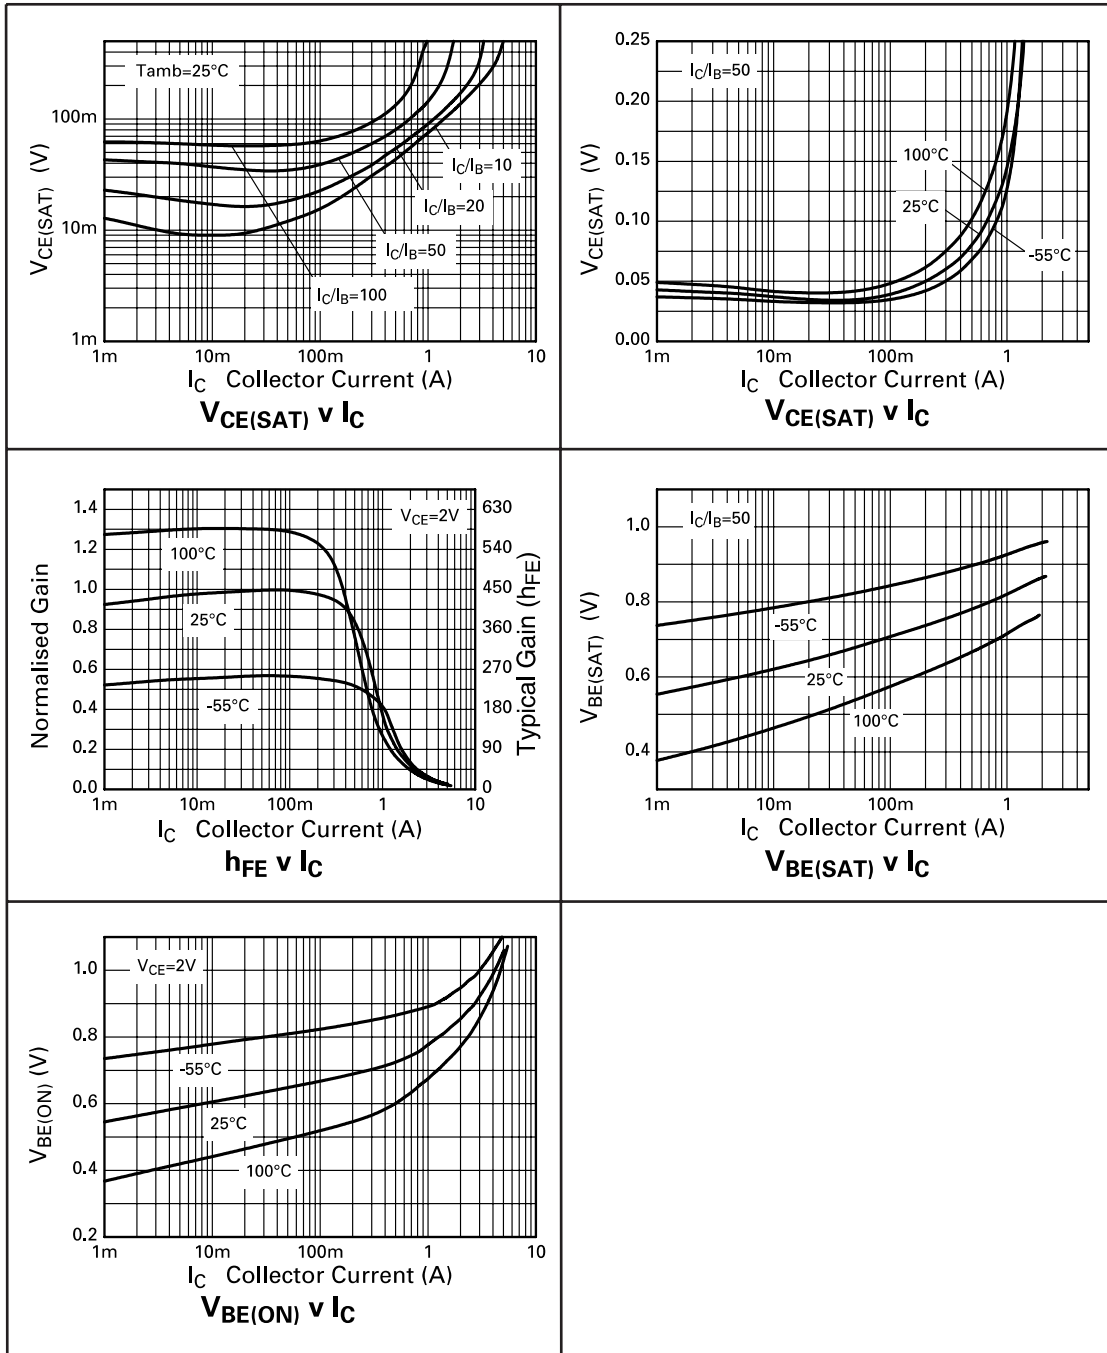 Tamb=25°C
100m
10m
1m
VCE(SAT) (V)
IC/IB=10
IC/IB=20
IC/IB=50
IC/IB=100
1m 10m 100m 1 10
IC Collector Current (A)
VCE(SAT) v IC
IC/IB=50
0.25
0.20
0.15
0.10
0.05
0.00
VCE(SAT) (V)
100°C
25°C
-55°C
1m 10m 100m 1
IC Collector Current (A)
VCE(SAT) v IC
VCE=2V
1.4
1.2
1.0
0.8
0.6
0.4
0.2
0.0
Normalised Gain
630
540
450
360
270
180
90
0
Typical Gain (hFE)
100°C
25°C
-55°C
1m 10m 100m 1 10
IC Collector Current (A)
hFE v IC
IC/IB=50
1.0
0.8
0.6
0.4
VBE(SAT) (V)
-55°C
25°C
100°C
1m 10m 100m 1
IC Collector Current (A)
VBE(SAT) v IC
VCE=2V
1.0
0.8
0.6
0.4
0.2
VBE(ON) (V)
-55°C
25°C
100°C
1m 10m 100m 1 10
IC Collector Current (A)
VBE(ON) v IC